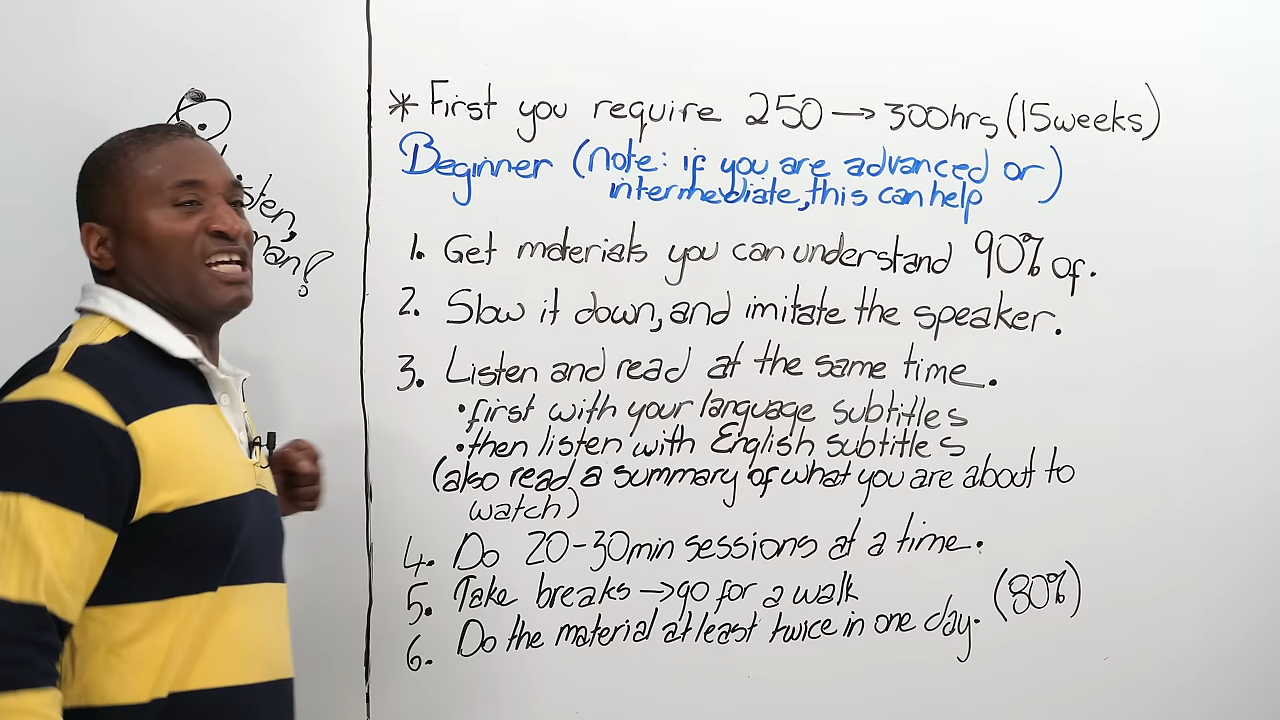 sten,
man?
* First you require 250 → 300hrs (15weeks)
Beginner (note: if you are advanced or)
intermediate, this can help
1. Get materials you can understand 90% of.
2. Slow it down, and imitate the speaker.
3. Listen and read at the same time.
•first with your language subtitles
•then listen with English subtitles
(also read a summary of what you are about to
watch)
4. Do 20-30min sessions at a time.
5. Take breaks → go for a walk
6. Do the material at least twice in one day. (80%)